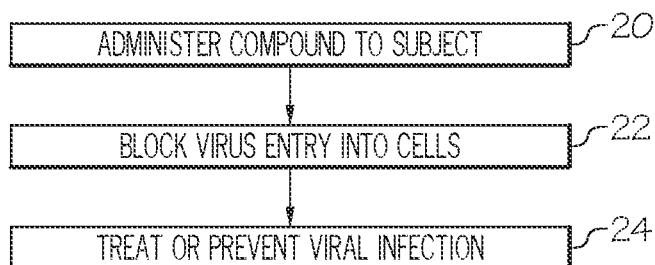 ADMINISTER COMPOUND TO SUBJECT 20
BLOCK VIRUS ENTRY INTO CELLS 22
TREAT OR PREVENT VIRAL INFECTION 24